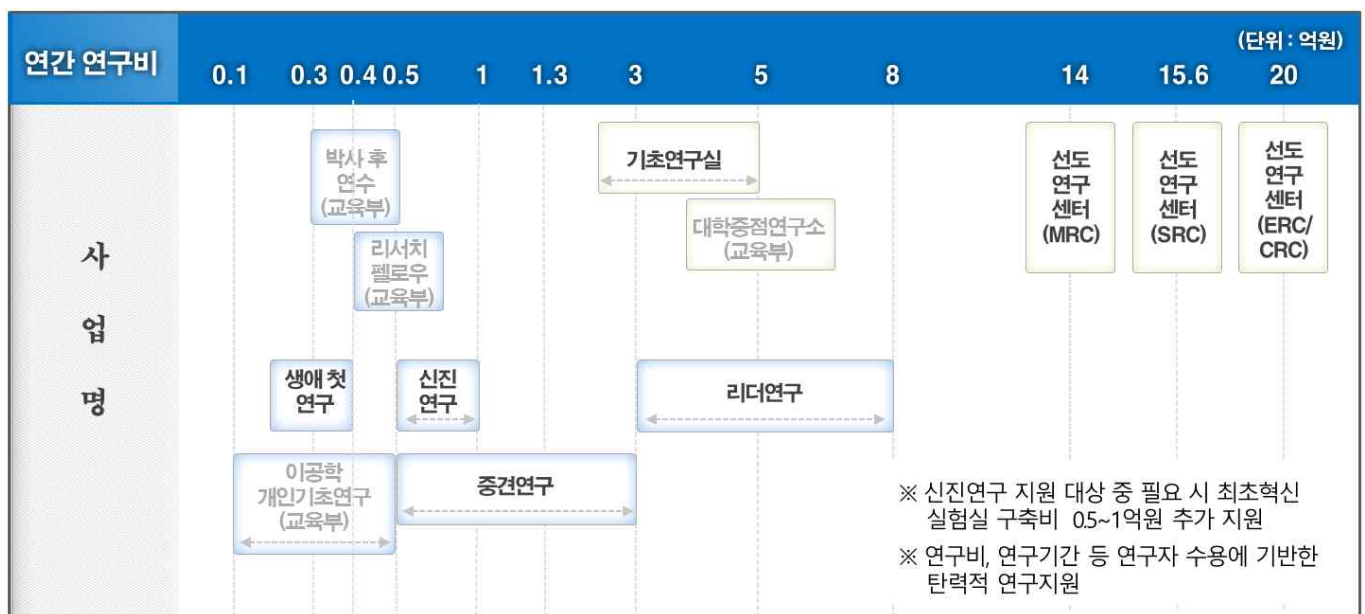 (단위 : 억원)
연간 연구비 0.1 0.3 0.4 0.5 1 1.3 3 5 8 14 15.6 20
사
업
명
박사 후
연수
(교육부)
리서치
펠로우
(교육부)
기초연구실
대학중점연구소
(교육부)
선도
연구
센터
(MRC)
선도
연구
센터
(SRC)
선도
연구
센터
(ERC/
CRC)
생애 첫
연구
신진
연구
리더연구
이공학
개인기초연구
(교육부)
중견연구
※ 신진연구 지원 대상 중 필요 시 최초혁신
실험실 구축비 0.5~1억원 추가 지원
※ 연구비, 연구기간 등 연구자 수용에 기반한
탄력적 연구지원